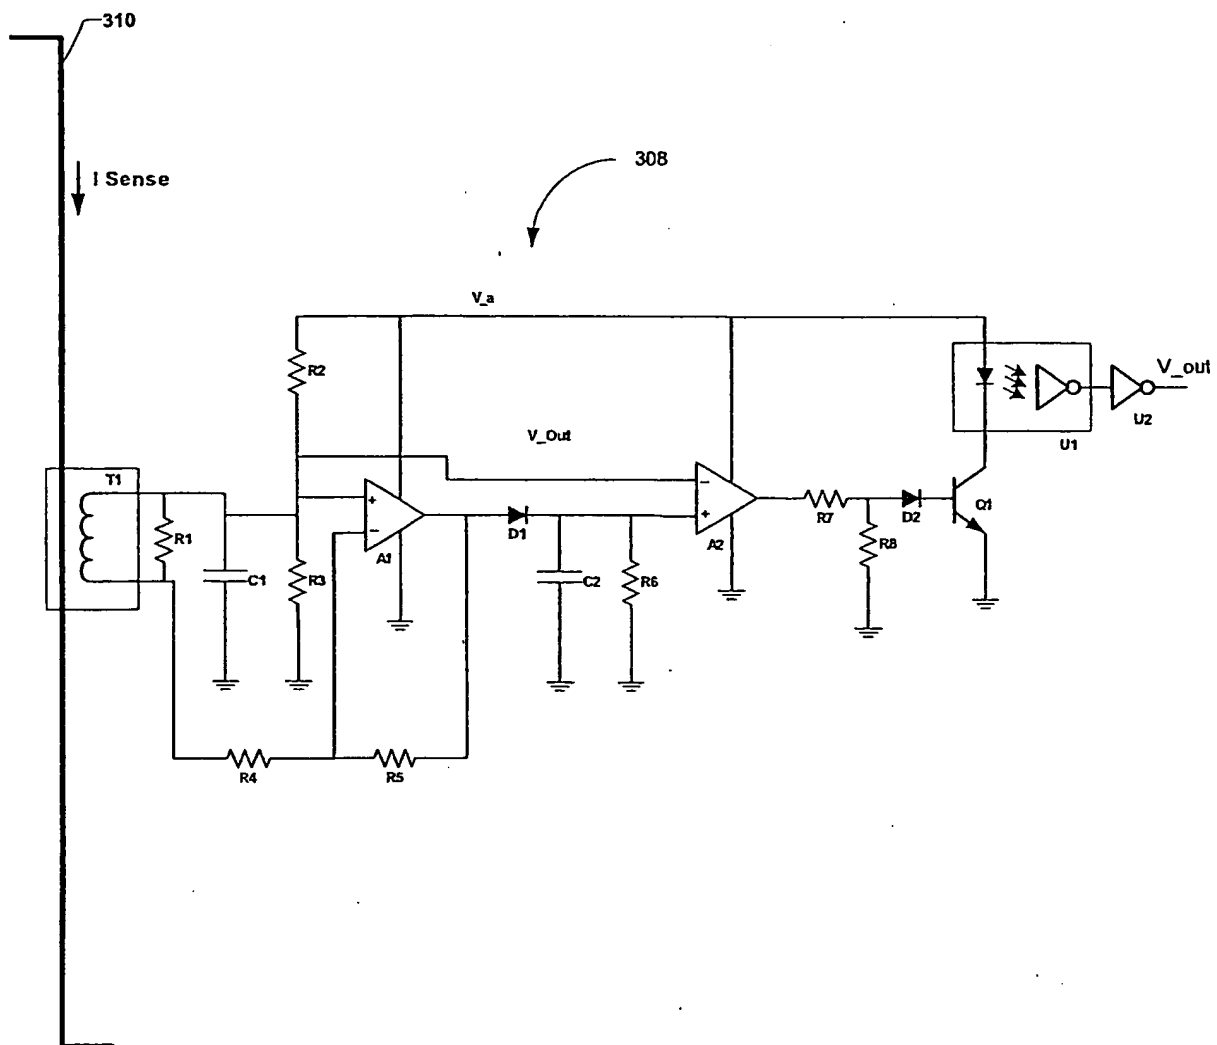 310
I Sense
308
V_a
R2
V_Out
V_out
U1
U2
T1
R1
C1
R3
+
−
A1
D1
C2
R6
−
+
A2
R7
R8
D2
Q1
R4
R5